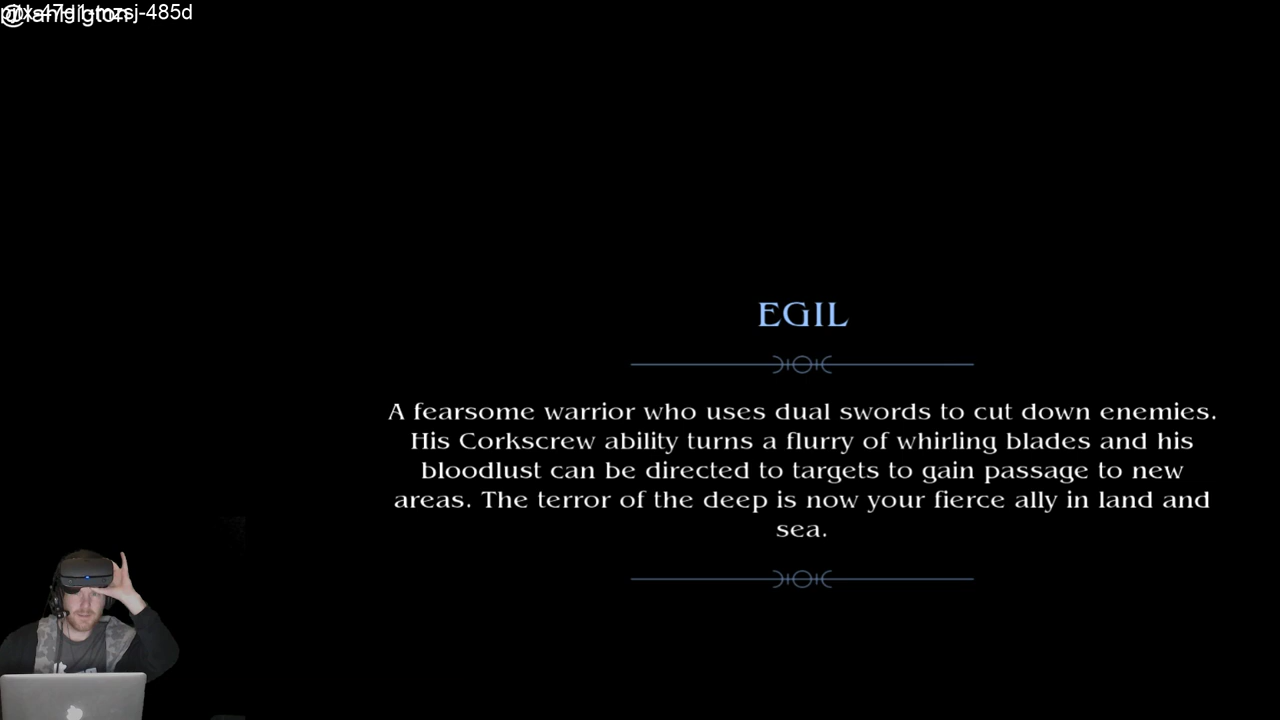 EGIL
A fearsome warrior who uses dual swords to cut down enemies.
His Corkscrew ability turns a flurry of whirling blades and his
bloodlust can be directed to targets to gain passage to new
areas. The terror of the deep is now your fierce ally in land and
sea.